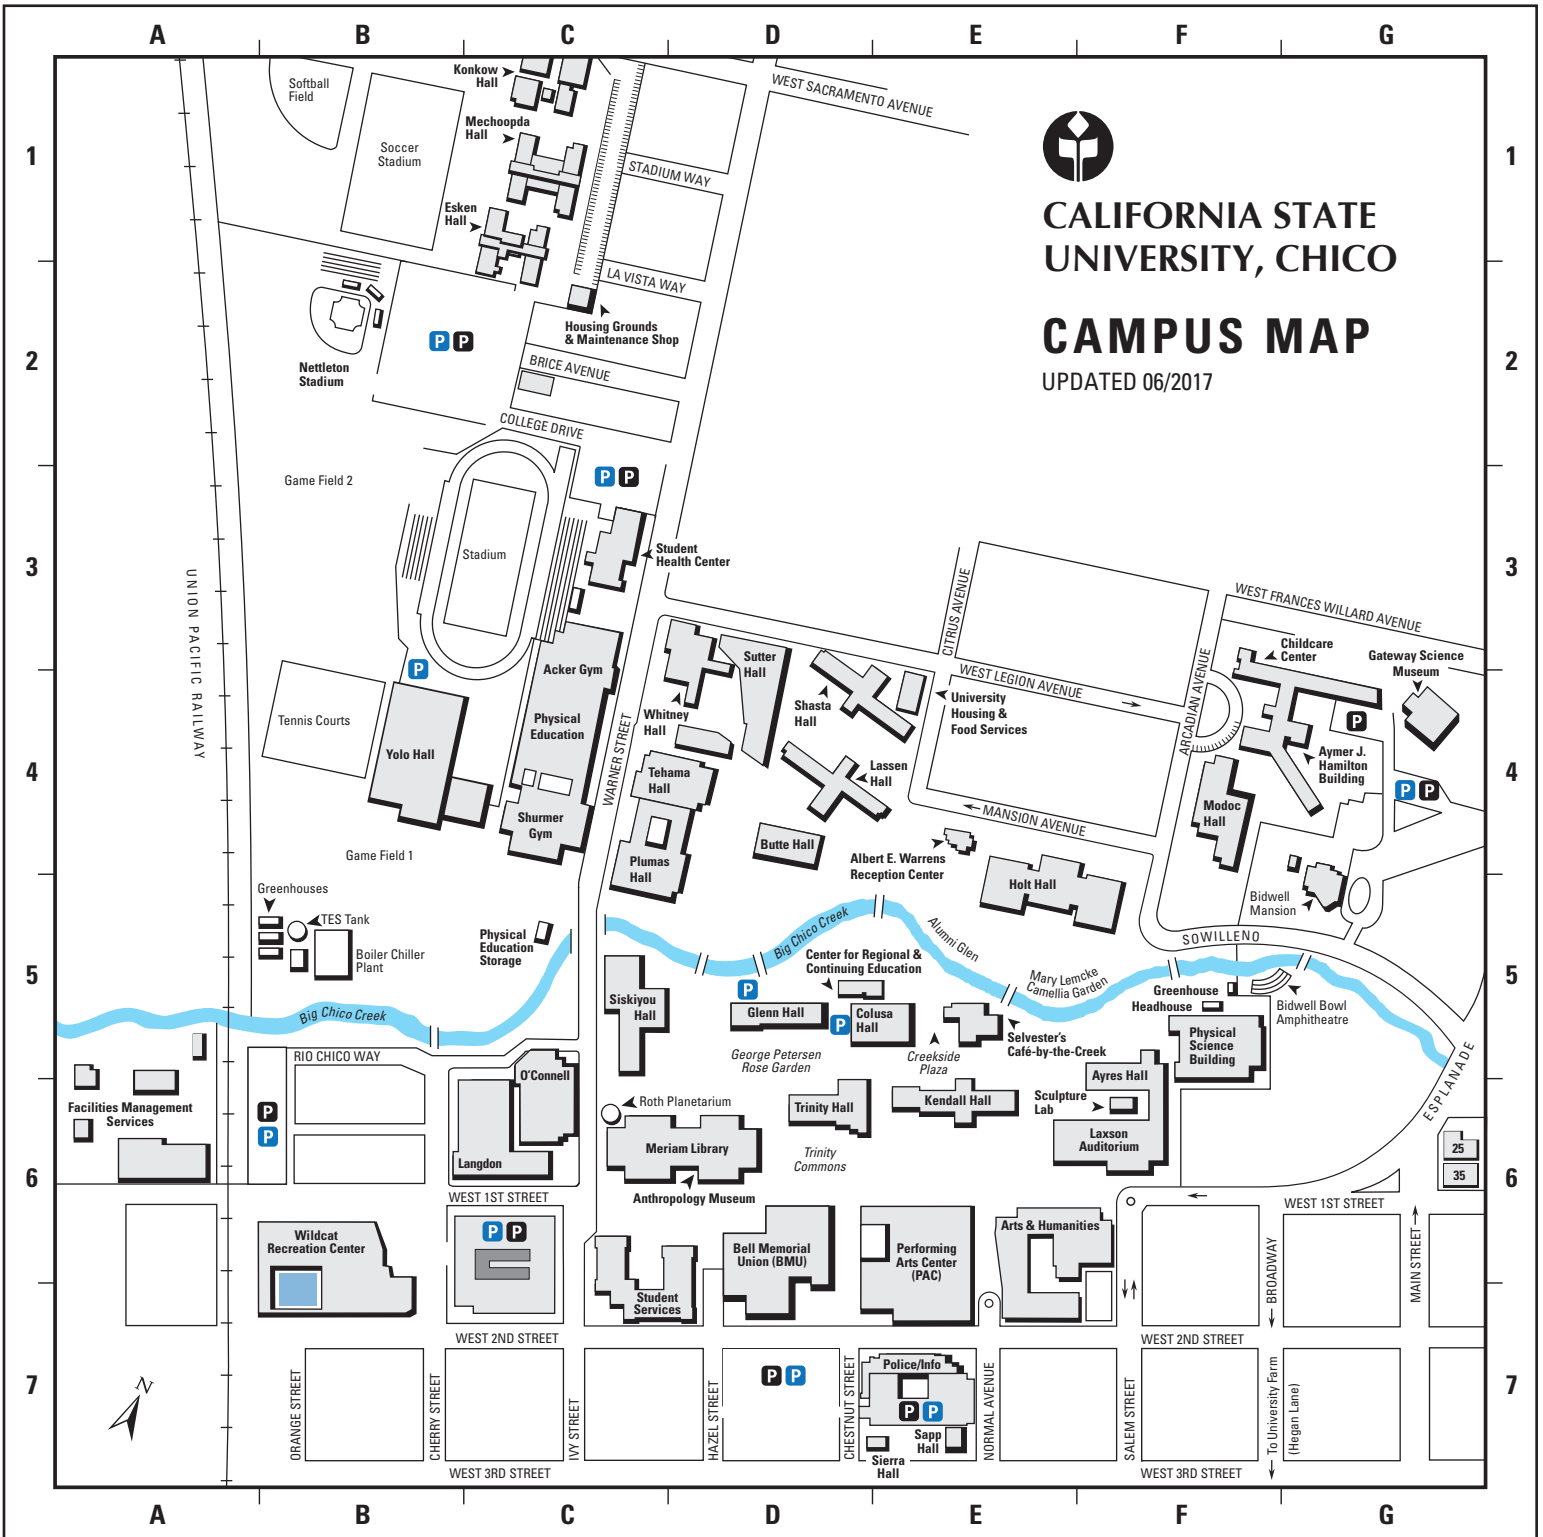 A B C D E F G
CALIFORNIA STATE
UNIVERSITY, CHICO
CAMPUS MAP
UPDATED 06/2017
1
1
Softball
Field
Konkow
Hall
WEST SACRAMENTO AVENUE
Mechoopda
Hall
Soccer
Stadium
STADIUM WAY
Esken
Hall
LA VISTA WAY
Housing Grounds
& Maintenance Shop
2
2
P P
Nettleton
Stadium
BRICE AVENUE
COLLEGE DRIVE
P P
Game Field 2
Stadium
Student
Health Center
3
3
UNION PACIFIC RAILWAY
CITRUS AVENUE
WEST FRANCES WILLARD AVENUE
Childcare
Center
Gateway Science
Museum
P
Acker Gym
Sutter
Hall
WEST LEGION AVENUE
ARCADIAN AVENUE
Tennis Courts
Physical
Education
Whitney
Hall
Shasta
Hall
University
Housing &
Food Services
P
Yolo Hall
WARNER STREET
Tehama
Hall
Lassen
Hall
Aymer J.
Hamilton
Building
4
4
P P
Shurmer
Gym
MANSION AVENUE
Modoc
Hall
Game Field 1
Plumas
Hall
Butte Hall
Albert E. Warrens
Reception Center
Holt Hall
Bidwell
Mansion
Greenhouses
TES Tank
Boiler Chiller
Plant
Physical
Education
Storage
Big Chico Creek
Alumni Glen
SOWILLENO
Center for Regional &
Continuing Education
Mary Lemcke
Camellia Garden
5
5
Greenhouse
Headhouse
Bidwell Bowl
Amphitheatre
Siskiyou
Hall
P
Glenn Hall
P
Colusa
Hall
Big Chico Creek
Selvester's
Café-by-the-Creek
Physical
Science
Building
RIO CHICO WAY
George Petersen
Rose Garden
Creekside
Plaza
O'Connell
Ayres Hall
ESPLANADE
Facilities Management
Services
P
P
Roth Planetarium
Trinity Hall
Kendall Hall
Sculpture
Lab
Langdon
Meriam Library
Trinity
Commons
Laxson
Auditorium
25
35
6
6
Anthropology Museum
WEST 1ST STREET
WEST 1ST STREET
Wildcat
Recreation Center
P P
Bell Memorial
Union (BMU)
Performing
Arts Center
(PAC)
Arts & Humanities
BROADWAY
MAIN STREET
Student
Services
WEST 2ND STREET
WEST 2ND STREET
7
7
N
ORANGE STREET
CHERRY STREET
IVY STREET
HAZEL STREET
P P
CHESTNUT STREET
Police/Info
P P
Sapp
Hall
Sierra
Hall
NORMAL AVENUE
SALEM STREET
To University Farm
(Hegan Lane)
WEST 3RD STREET
WEST 3RD STREET
A B C D E F G